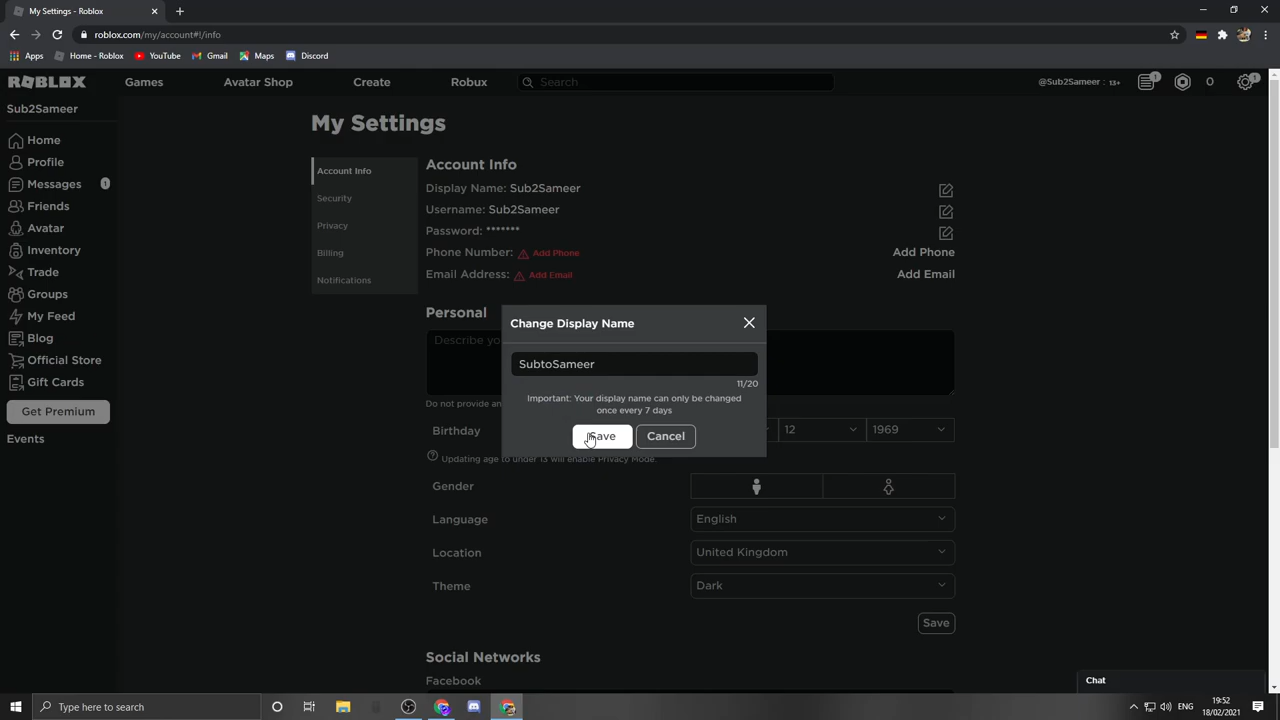 My Settings
roblox.com/my/account#!/info
Apps Home - Roblox YouTube Gmail Maps Discord
ROBLOX Games Avatar Shop Create Robux Search @Sub2Sameer : 13+ 1 0 1
Sub2Sameer
Home
Profile
Messages 1
Friends
Avatar
Inventory
Trade
Groups
My Feed
Blog
Official Store
Gift Cards
Get Premium
Events
My Settings
Account Info
Security
Privacy
Billing
Notifications
Account Info
Display Name: Sub2Sameer
Username: Sub2Sameer
Password: *******
Phone Number: Add Phone Add Phone
Email Address: Add Email Add Email
Personal
Describe yo
Do not provide an
Change Display Name
SubtoSameer
11/20
Important: Your display name can only be changed
once every 7 days
Save Cancel
Birthday 12 1969
Updating age to under 13 will enable Privacy Mode.
Gender
Language English
Location United Kingdom
Theme Dark
Save
Social Networks
Facebook
Chat
Type here to search
ENG
19:52
18/02/2021